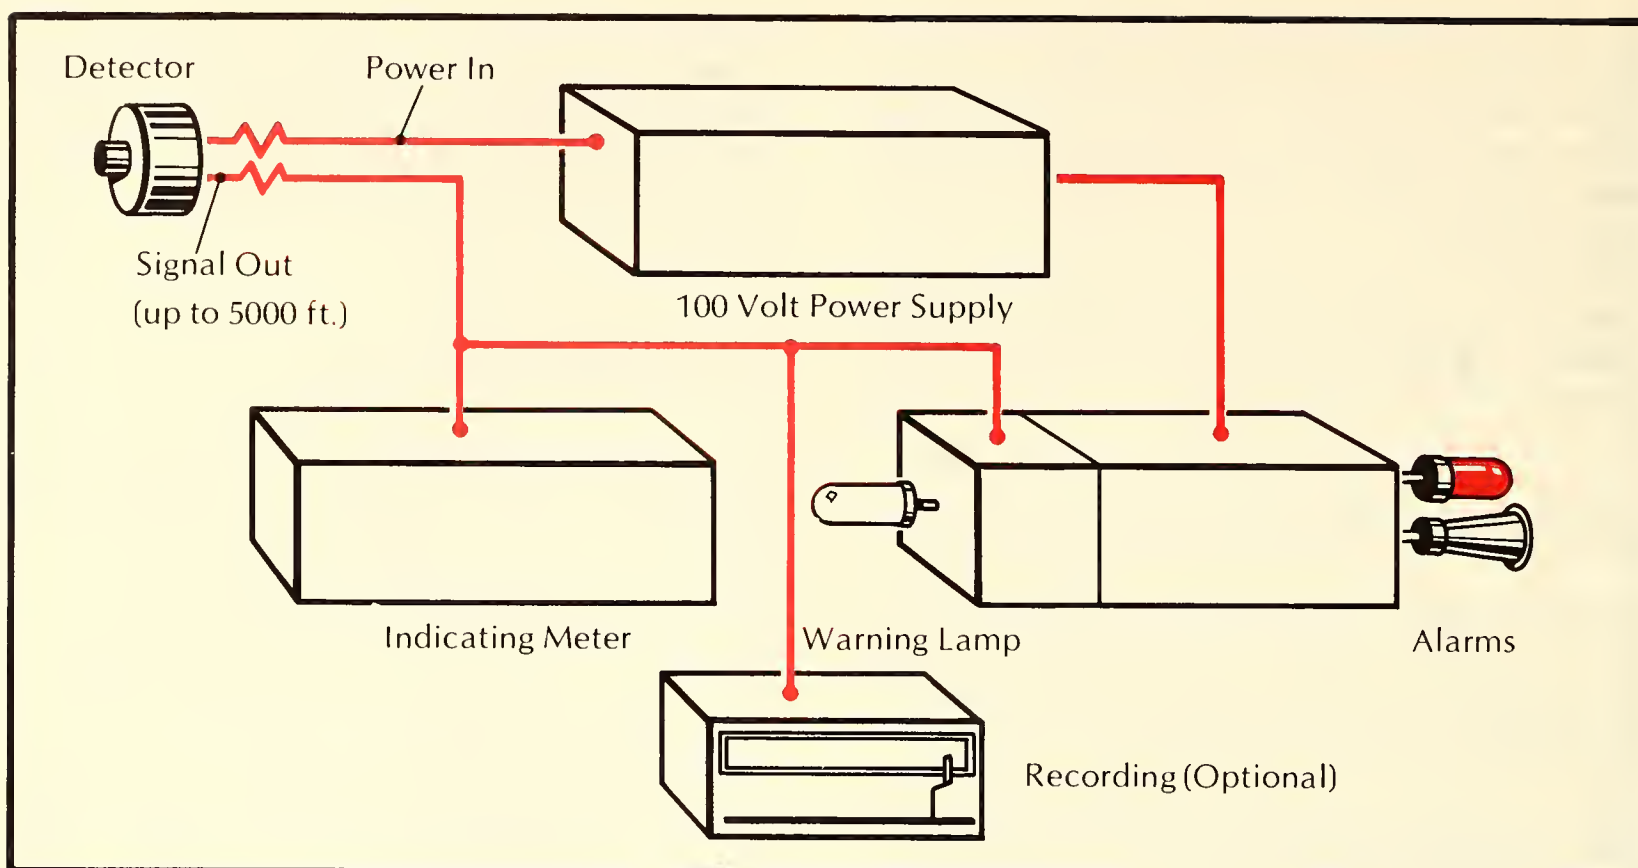 Detector
Power In
Signal Out
(up to 5000 ft.)
100 Volt Power Supply
Indicating Meter
Warning Lamp
Alarms
Recording (Optional)